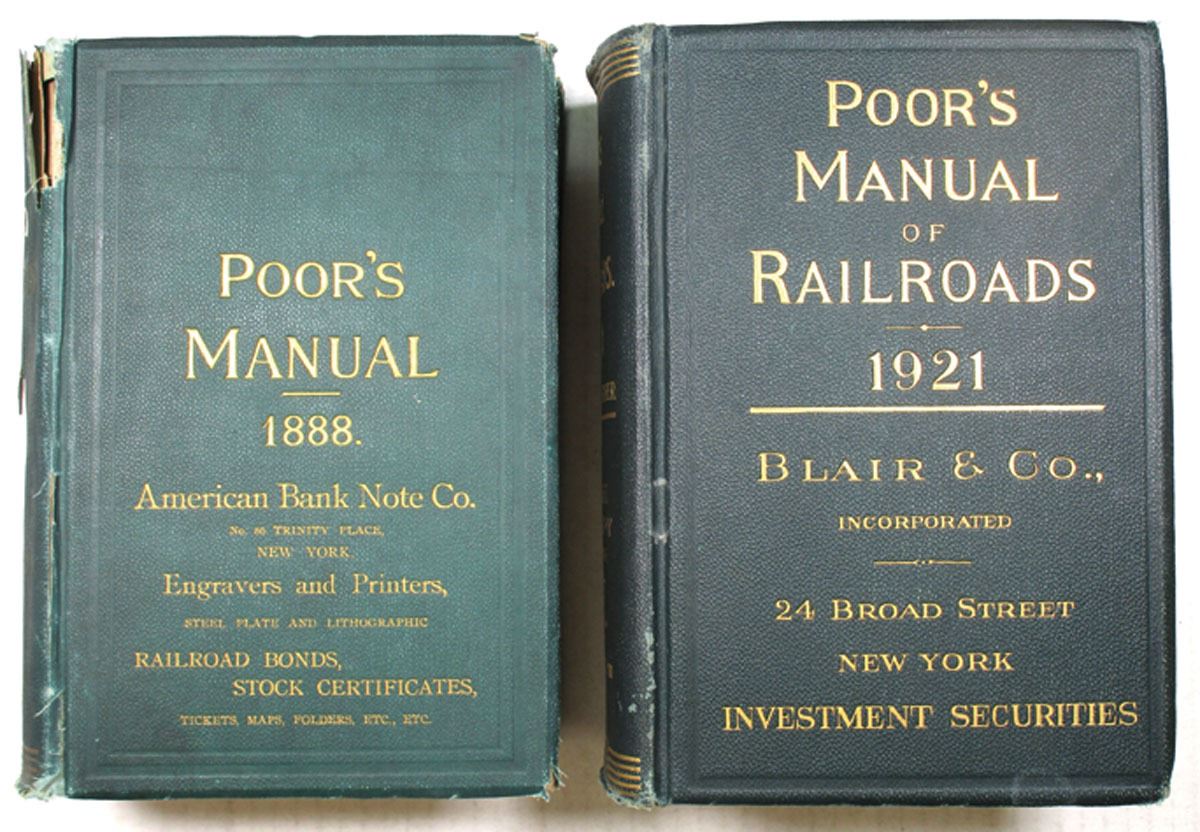 POOR'S
MANUAL
1888.
American Bank Note Co.
No. 86 TRINITY PLACE,
NEW YORK.
Engravers and Printers,
STEEL PLATE AND LITHOGRAPHIC
RAILROAD BONDS,
STOCK CERTIFICATES,
TICKETS, MAPS, FOLDERS, ETC., ETC.
POOR'S
MANUAL
OF
RAILROADS
1921
BLAIR & CO.,
INCORPORATED
24 BROAD STREET
NEW YORK
INVESTMENT SECURITIES